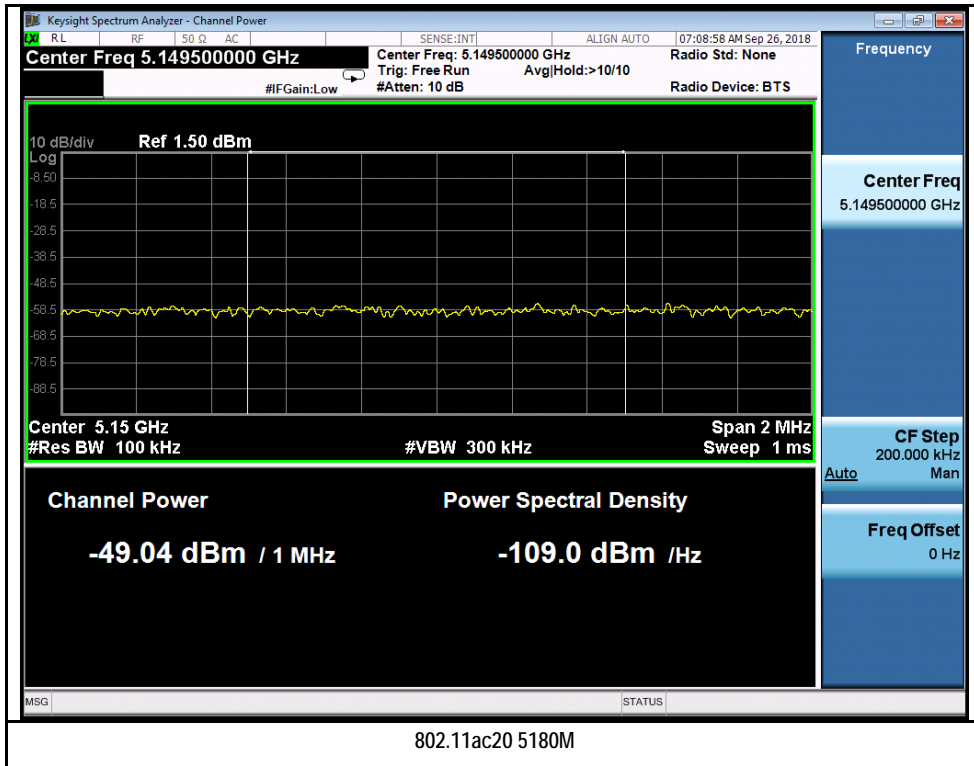 Keysight Spectrum Analyzer - Channel Power
LXI RL RF 50 Ω AC SENSE:INT ALIGN AUTO 07:08:58 AM Sep 26, 2018
Center Freq 5.149500000 GHz
#IFGain:Low
Center Freq: 5.149500000 GHz
Trig: Free Run Avg|Hold:>10/10
#Atten: 10 dB
Radio Std: None
Radio Device: BTS
10 dB/div Ref 1.50 dBm
Log
-8.50
-18.5
-28.5
-38.5
-48.5
-58.5
-68.5
-78.5
-88.5
Center 5.15 GHz Span 2 MHz
#Res BW 100 kHz #VBW 300 kHz Sweep 1 ms
Channel Power Power Spectral Density
-49.04 dBm / 1 MHz -109.0 dBm /Hz
Frequency
Center Freq
5.149500000 GHz
CF Step
200.000 kHz
Auto Man
Freq Offset
0 Hz
MSG STATUS
802.11ac20 5180M